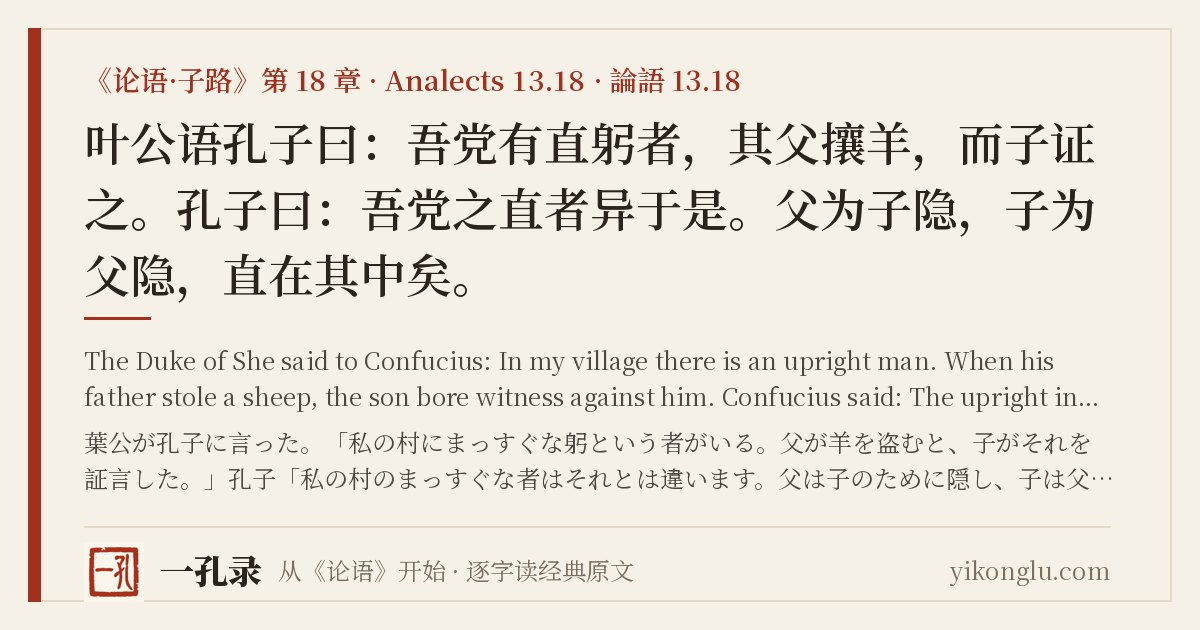 《论语·子路》第 18 章 · Analects 13.18 · 論語 13.18
叶公语孔子曰：吾党有直躬者，其父攘羊，而子证
之。孔子曰：吾党之直者异于是。父为子隐，子为
父隐，直在其中矣。
The Duke of She said to Confucius: In my village there is an upright man. When his
father stole a sheep, the son bore witness against him. Confucius said: The upright in...
葉公が孔子に言った。「私の村にまっすぐな躬という者がいる。父が羊を盗むと、子がそれを
証言した。」孔子「私の村のまっすぐな者はそれとは違います。父は子のために隠し、子は父…
一孔
一孔录 从《论语》开始 · 逐字读经典原文 yikonglu.com